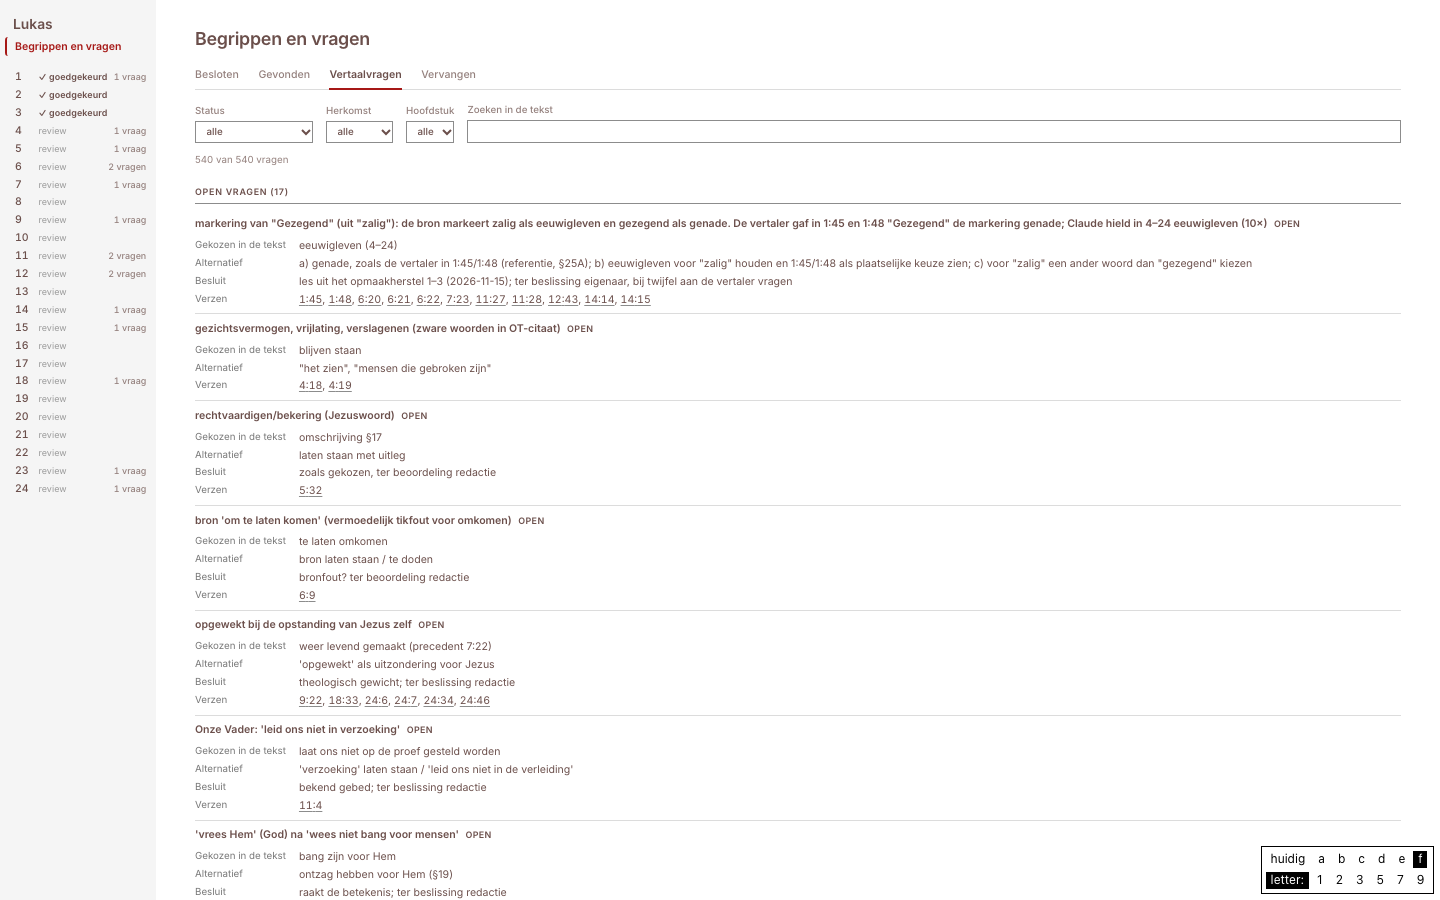 Lukas
Begrippen en vragen
1 ✓ goedgekeurd 1 vraag
2 ✓ goedgekeurd
3 ✓ goedgekeurd
4 review 1 vraag
5 review 1 vraag
6 review 2 vragen
7 review 1 vraag
8 review
9 review 1 vraag
10 review
11 review 2 vragen
12 review 2 vragen
13 review
14 review 1 vraag
15 review 1 vraag
16 review
17 review
18 review 1 vraag
19 review
20 review
21 review
22 review
23 review 1 vraag
24 review 1 vraag
Begrippen en vragen
Besloten Gevonden Vertaalvragen Vervangen
Status Herkomst Hoofdstuk Zoeken in de tekst
alle alle alle
540 van 540 vragen
OPEN VRAGEN (17)
markering van "Gezegend" (uit "zalig"): de bron markeert zalig als eeuwigleven en gezegend als genade. De vertaler gaf in 1:45 en 1:48 "Gezegend" de markering genade; Claude hield in 4–24 eeuwigleven (10×) OPEN
Gekozen in de tekst eeuwigleven (4–24)
Alternatief a) genade, zoals de vertaler in 1:45/1:48 (referentie, §25A); b) eeuwigleven voor "zalig" houden en 1:45/1:48 als plaatselijke keuze zien; c) voor "zalig" een ander woord dan "gezegend" kiezen
Besluit les uit het opmaakherstel 1–3 (2026-11-15); ter beslissing eigenaar, bij twijfel aan de vertaler vragen
Verzen 1:45, 1:48, 6:20, 6:21, 6:22, 7:23, 11:27, 11:28, 12:43, 14:14, 14:15
gezichtsvermogen, vrijlating, verslagenen (zware woorden in OT-citaat) OPEN
Gekozen in de tekst blijven staan
Alternatief "het zien", "mensen die gebroken zijn"
Verzen 4:18, 4:19
rechtvaardigen/bekering (Jezuswoord) OPEN
Gekozen in de tekst omschrijving §17
Alternatief laten staan met uitleg
Besluit zoals gekozen, ter beoordeling redactie
Verzen 5:32
bron 'om te laten komen' (vermoedelijk tikfout voor omkomen) OPEN
Gekozen in de tekst te laten omkomen
Alternatief bron laten staan / te doden
Besluit bronfout? ter beoordeling redactie
Verzen 6:9
opgewekt bij de opstanding van Jezus zelf OPEN
Gekozen in de tekst weer levend gemaakt (precedent 7:22)
Alternatief 'opgewekt' als uitzondering voor Jezus
Besluit theologisch gewicht; ter beslissing redactie
Verzen 9:22, 18:33, 24:6, 24:7, 24:34, 24:46
Onze Vader: 'leid ons niet in verzoeking' OPEN
Gekozen in de tekst laat ons niet op de proef gesteld worden
Alternatief 'verzoeking' laten staan / 'leid ons niet in de verleiding'
Besluit bekend gebed; ter beslissing redactie
Verzen 11:4
'vrees Hem' (God) na 'wees niet bang voor mensen' OPEN
Gekozen in de tekst bang zijn voor Hem
Alternatief ontzag hebben voor Hem (§19)
Besluit raakt de betekenis; ter beslissing redactie
huidig a b c d e f
letter: 1 2 3 5 7 9